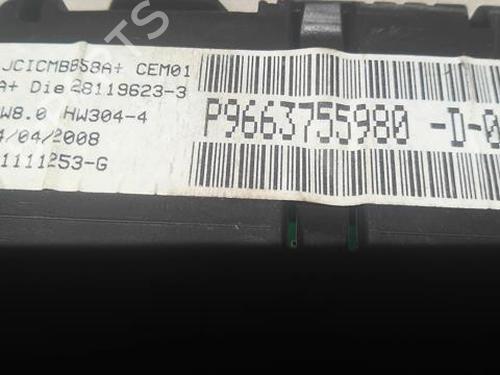 JCICMBB58A+ CEM01
A+ Die 28119623-3
W8.0 HW304-4
4/04/2008
1111253-G
P9663755980 -D-0